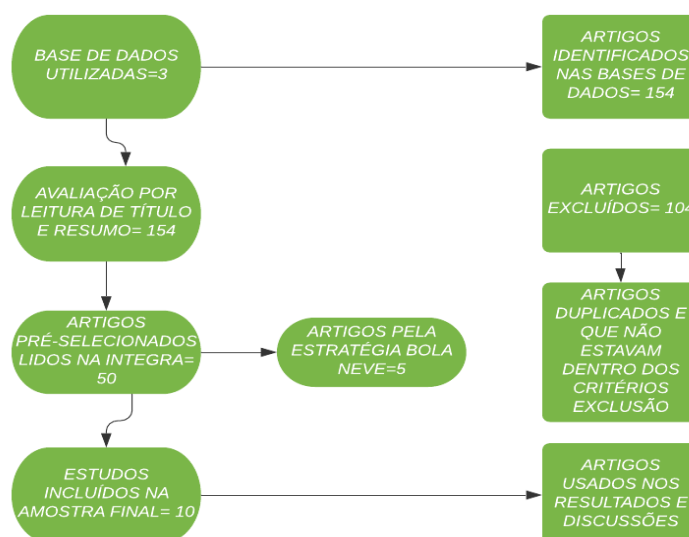 BASE DE DADOS
UTILIZADAS=3
ARTIGOS
IDENTIFICADOS
NAS BASES DE
DADOS= 154
AVALIAÇÃO POR
LEITURA DE TÍTULO
E RESUMO= 154
ARTIGOS
EXCLUÍDOS= 104
ARTIGOS
PRÉ-SELECIONADOS
LIDOS NA INTEGRA=
50
ARTIGOS PELA
ESTRATÉGIA BOLA
NEVE=5
ARTIGOS
DUPLICADOS E
QUE NÃO
ESTAVAM
DENTRO DOS
CRITÉRIOS
EXCLUSÃO
ESTUDOS
INCLUÍDOS NA
AMOSTRA FINAL= 10
ARTIGOS
USADOS NOS
RESULTADOS E
DISCUSSÕES